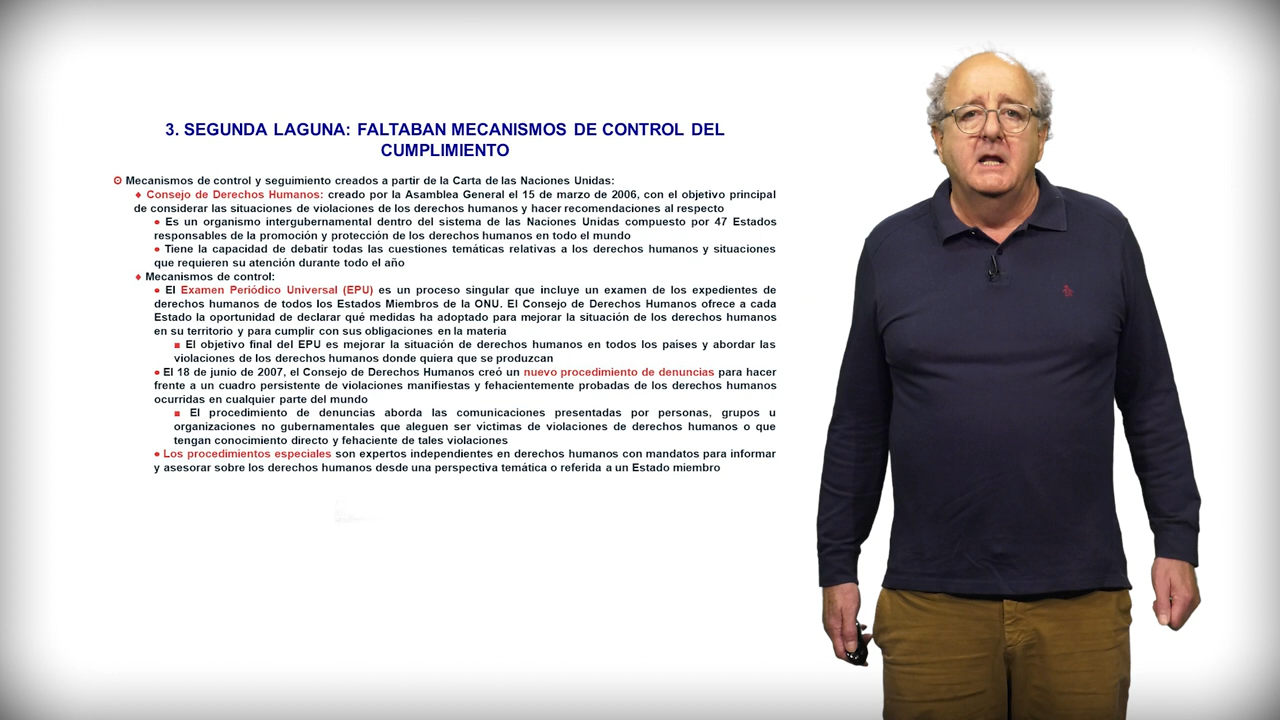 3. SEGUNDA LAGUNA: FALTABAN MECANISMOS DE CONTROL DEL
CUMPLIMIENTO
Mecanismos de control y seguimiento creados a partir de la Carta de las Naciones Unidas:
Consejo de Derechos Humanos: creado por la Asamblea General el 15 de marzo de 2006, con el objetivo principal
de considerar las situaciones de violaciones de los derechos humanos y hacer recomendaciones al respecto
Es un organismo intergubernamental dentro del sistema de las Naciones Unidas compuesto por 47 Estados
responsables de la promoción y protección de los derechos humanos en todo el mundo
Tiene la capacidad de debatir todas las cuestiones temáticas relativas a los derechos humanos y situaciones
que requieren su atención durante todo el año
Mecanismos de control:
El Examen Periódico Universal (EPU) es un proceso singular que incluye un examen de los expedientes de
derechos humanos de todos los Estados Miembros de la ONU. El Consejo de Derechos Humanos ofrece a cada
Estado la oportunidad de declarar qué medidas ha adoptado para mejorar la situación de los derechos humanos
en su territorio y para cumplir con sus obligaciones en la materia
El objetivo final del EPU es mejorar la situación de derechos humanos en todos los países y abordar las
violaciones de los derechos humanos donde quiera que se produzcan
El 18 de junio de 2007, el Consejo de Derechos Humanos creó un nuevo procedimiento de denuncias para hacer
frente a un cuadro persistente de violaciones manifiestas y fehacientemente probadas de los derechos humanos
ocurridas en cualquier parte del mundo
El procedimiento de denuncias aborda las comunicaciones presentadas por personas, grupos u
organizaciones no gubernamentales que aleguen ser víctimas de violaciones de derechos humanos o que
tengan conocimiento directo y fehaciente de tales violaciones
Los procedimientos especiales son expertos independientes en derechos humanos con mandatos para informar
y asesorar sobre los derechos humanos desde una perspectiva temática o referida a un Estado miembro